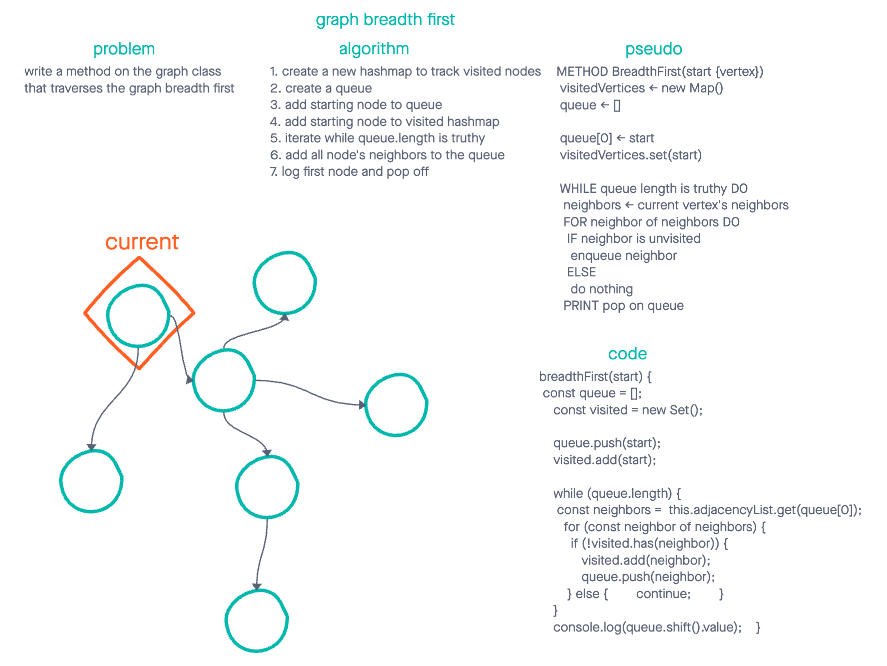 graph breadth first
problem
write a method on the graph class
that traverses the graph breadth first
algorithm
1. create a new hashmap to track visited nodes
2. create a queue
3. add starting node to queue
4. add starting node to visited hashmap
5. iterate while queue.length is truthy
6. add all node's neighbors to the queue
7. log first node and pop off
pseudo
METHOD BreadthFirst(start {vertex})
visitedVertices ← new Map()
queue ← []
queue[0] ← start
visitedVertices.set(start)
WHILE queue length is truthy DO
neighbors ← current vertex's neighbors
FOR neighbor of neighbors DO
IF neighbor is unvisited
enqueue neighbor
ELSE
do nothing
PRINT pop on queue
current
code
breadthFirst(start) {
const queue = [];
const visited = new Set();
queue.push(start);
visited.add(start);
while (queue.length) {
const neighbors = this.adjacencyList.get(queue[0]);
for (const neighbor of neighbors) {
if (!visited.has(neighbor)) {
visited.add(neighbor);
queue.push(neighbor);
} else { continue; }
}
console.log(queue.shift().value); }